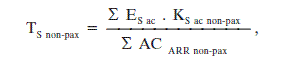 T_S non-pax = Σ E_S ac . K_S ac non-pax / Σ AC_ARR non-pax ,